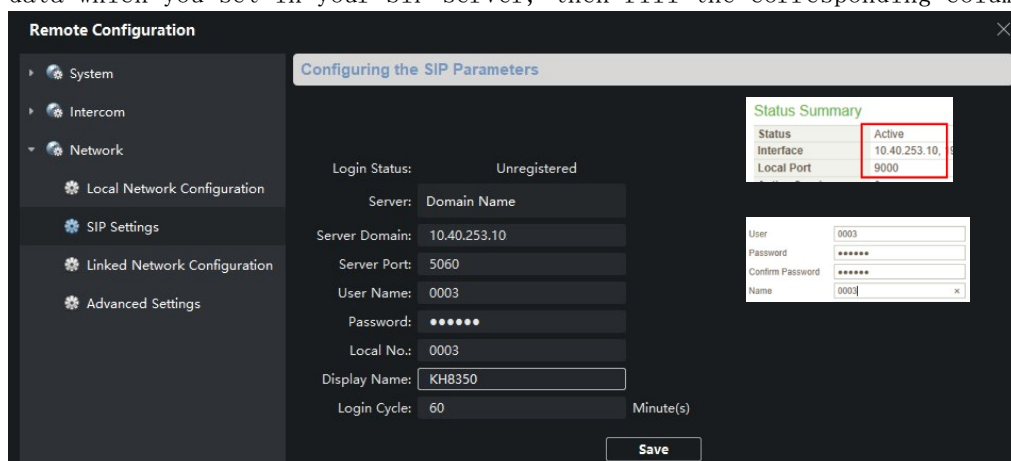 data which you set in your SIP server, then fill the corresponding colum
Remote Configuration
System
Intercom
Network
Local Network Configuration
SIP Settings
Linked Network Configuration
Advanced Settings
Configuring the SIP Parameters
Login Status: Unregistered
Server: Domain Name
Server Domain: 10.40.253.10
Server Port: 5060
User Name: 0003
Password: ●●●●●●
Local No.: 0003
Display Name: KH8350
Login Cycle: 60 Minute(s)
Save
Status Summary
Status Active
Interface 10.40.253.10, 19
Local Port 9000
User 0003
Password ●●●●●●
Confirm Password ●●●●●●
Name 0003 ×